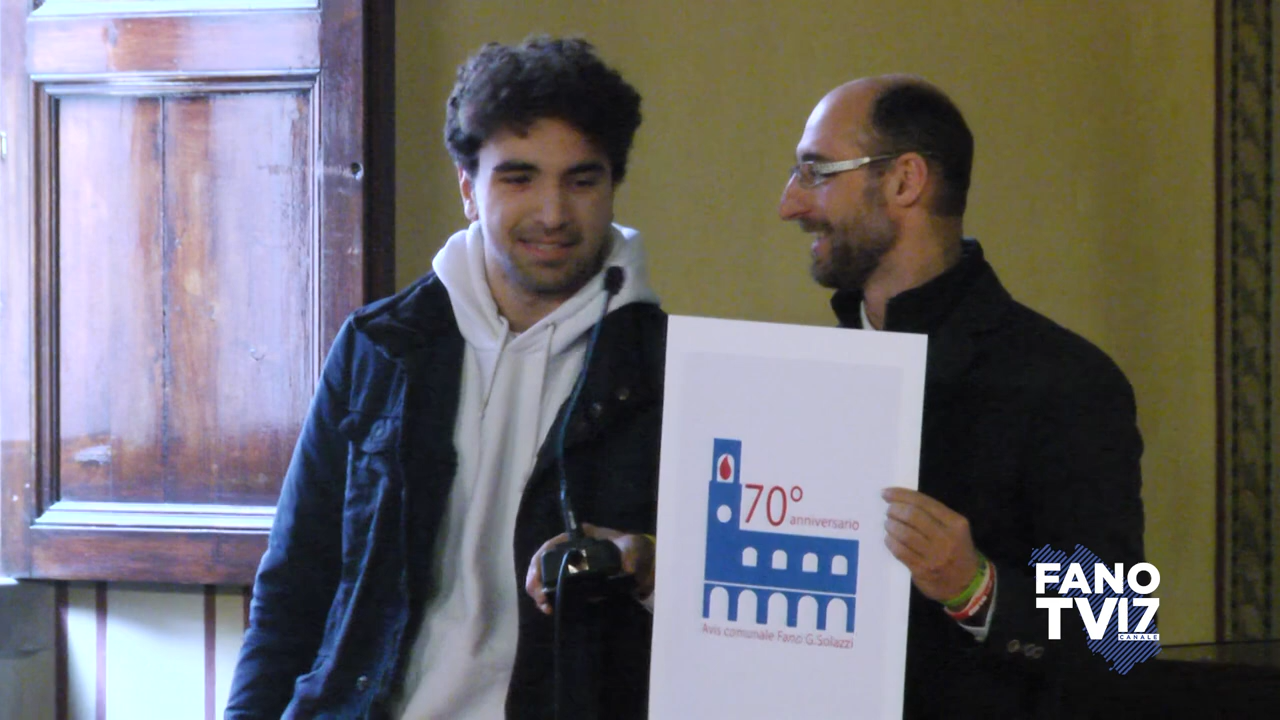 70°
anniversario
Avis comunale Fano G.Solazzi
FANO
TV17
CANALE